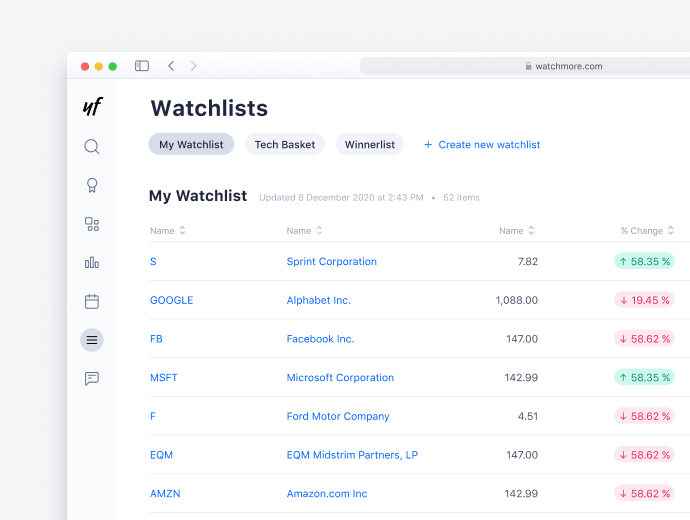 watchmore.com
yf
Watchlists
My Watchlist Tech Basket Winnerlist + Create new watchlist
My Watchlist Updated 8 December 2020 at 2:43 PM • 52 items
Name Name Name % Change
S Sprint Corporation 7.82 ↑ 58.35 %
GOOGLE Alphabet Inc. 1,088.00 ↓ 19.45 %
FB Facebook Inc. 147.00 ↓ 58.62 %
MSFT Microsoft Corporation 142.99 ↑ 58.35 %
F Ford Motor Company 4.51 ↓ 58.62 %
EQM EQM Midstrim Partners, LP 147.00 ↓ 58.62 %
AMZN Amazon.com Inc 142.99 ↓ 58.62 %